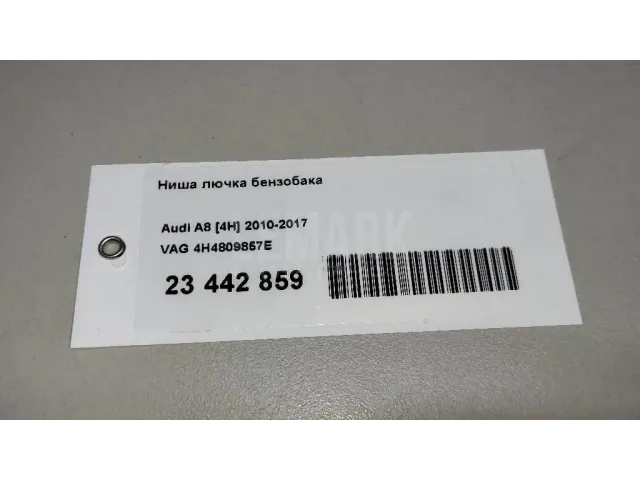 Ниша лючка бензобака
Audi A8 [4H] 2010-2017
VAG 4H4809857E
23 442 859